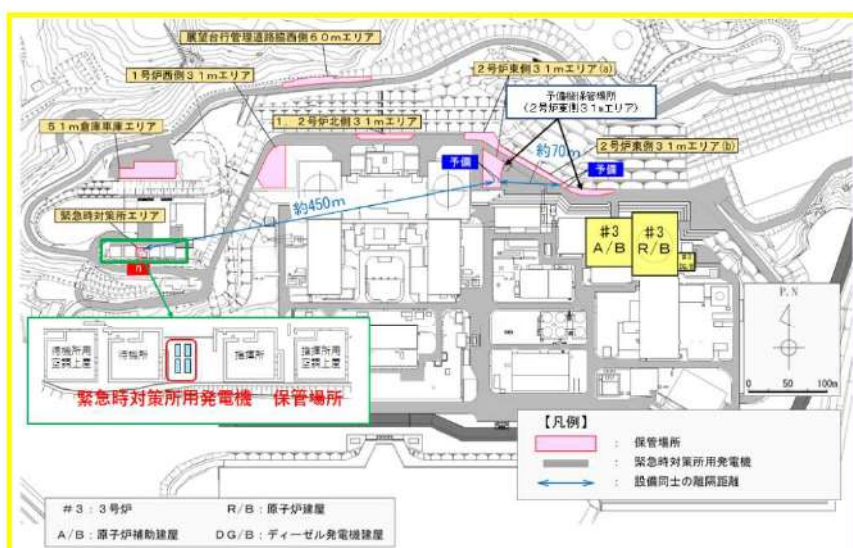 展望台行管理道路脇西側６０ｍエリア
１号炉西側３１ｍエリア
２号炉東側３１ｍエリア(a)
予備機保管場所
(２号炉東側３１ｍエリア)
５１ｍ倉庫車庫エリア
１，２号炉北側３１ｍエリア
２号炉東側３１ｍエリア(b)
約70m
予備
予備
緊急時対策所エリア
約450m
#3
A/B
#3
R/B
#3
n
P.N
待機所用
空調上屋
待機所
指揮所
指揮所用
空調上屋
緊急時対策所用発電機　保管場所
0 50 100m
【凡例】
： 保管場所
： 緊急時対策所用発電機
： 設備同士の離隔距離
#３：３号炉
R/B：原子炉建屋
A/B：原子炉補助建屋
DG/B：ディーゼル発電機建屋